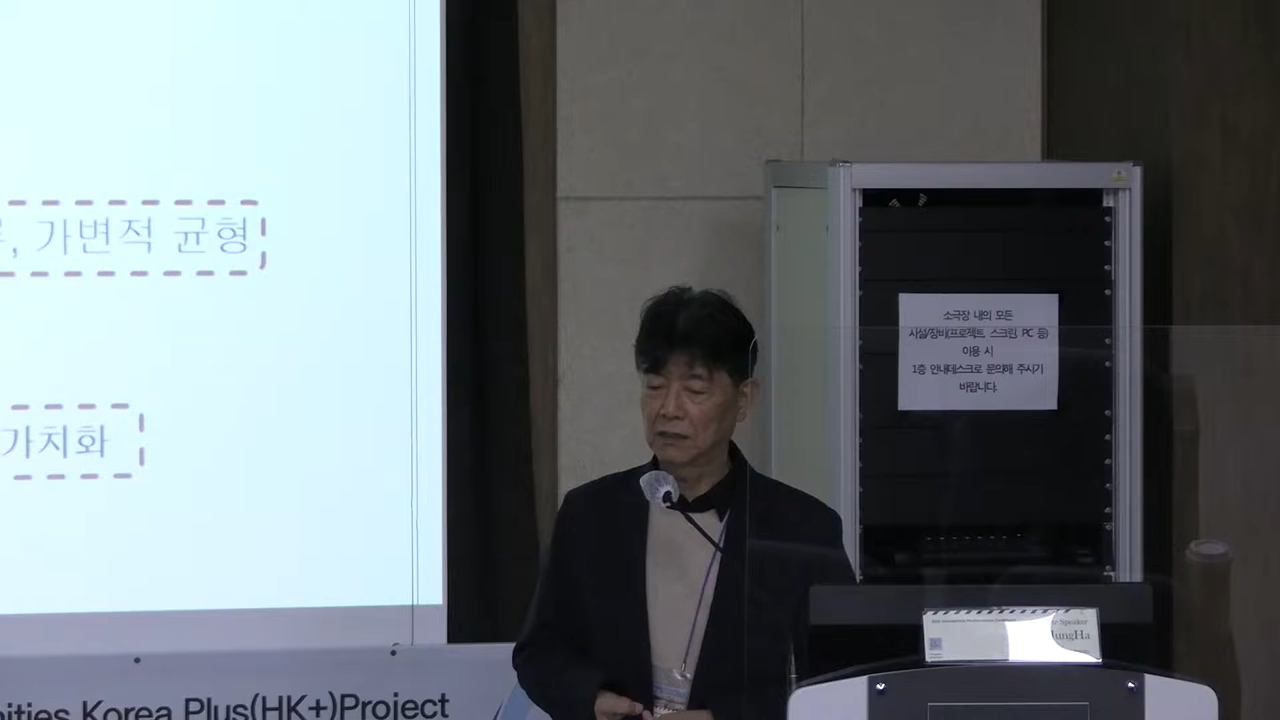 , 가변적 균형
가치화
소극장 내의 모든
시설/장비(프로젝트, 스크린, PC 등)
이용 시
1층 안내데스크로 문의해 주시기
바랍니다.
Speaker
JungHa
Korea Plus(HK+)Project